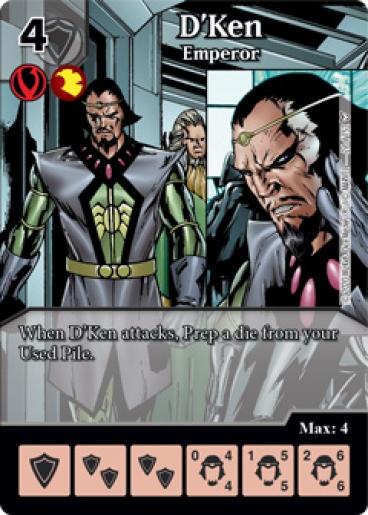 4
D'Ken
Emperor
When D'Ken attacks, Prep a die from your
Used Pile.
Max: 4
0 4 4
1 5 5
2 6 6